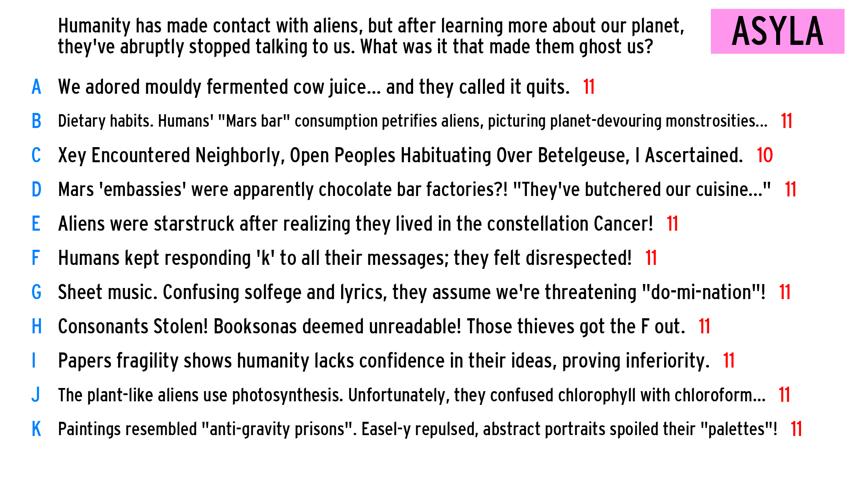 Humanity has made contact with aliens, but after learning more about our planet,
they've abruptly stopped talking to us. What was it that made them ghost us?
ASYLA
A We adored mouldy fermented cow juice... and they called it quits. 11
B Dietary habits. Humans' "Mars bar" consumption petrifies aliens, picturing planet-devouring monstrosities... 11
C Xey Encountered Neighborly, Open Peoples Habituating Over Betelgeuse, I Ascertained. 10
D Mars 'embassies' were apparently chocolate bar factories?! "They've butchered our cuisine..." 11
E Aliens were starstruck after realizing they lived in the constellation Cancer! 11
F Humans kept responding 'k' to all their messages; they felt disrespected! 11
G Sheet music. Confusing solfege and lyrics, they assume we're threatening "do-mi-nation"! 11
H Consonants Stolen! Booksonas deemed unreadable! Those thieves got the F out. 11
I Papers fragility shows humanity lacks confidence in their ideas, proving inferiority. 11
J The plant-like aliens use photosynthesis. Unfortunately, they confused chlorophyll with chloroform... 11
K Paintings resembled "anti-gravity prisons". Easel-y repulsed, abstract portraits spoiled their "palettes"! 11